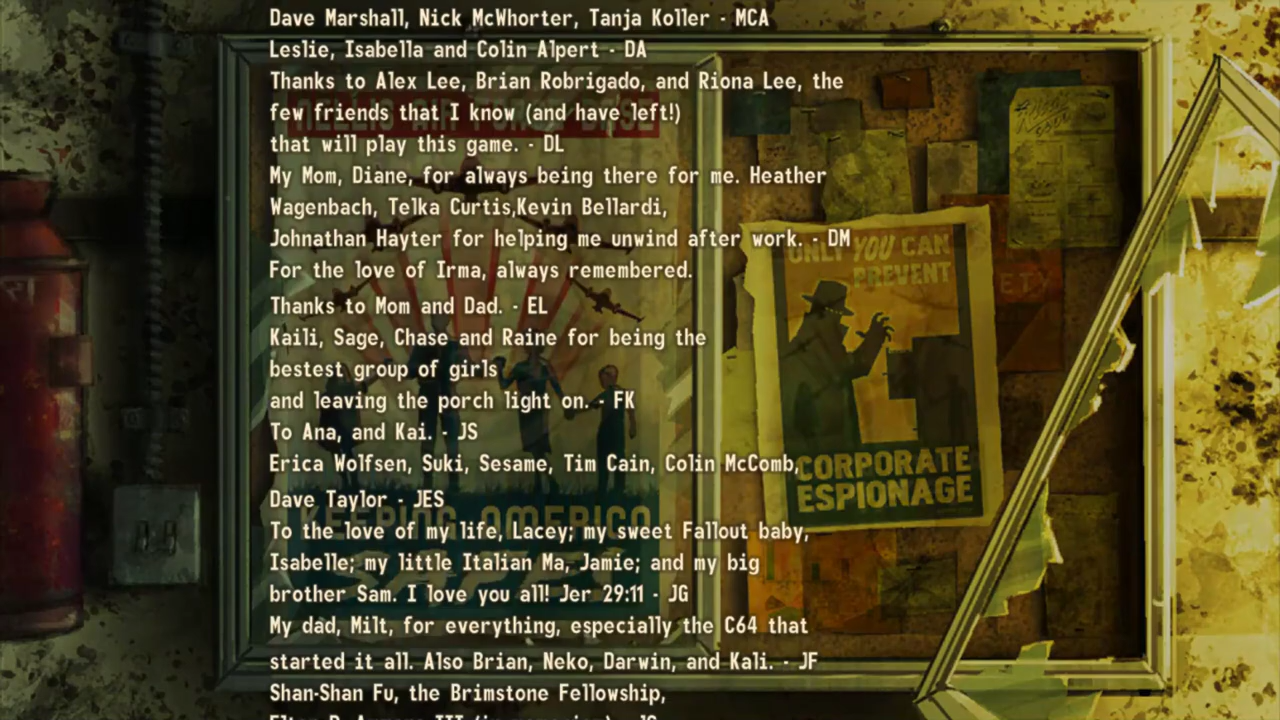 Dave Marshall, Nick McWhorter, Tanja Koller - MCA
Leslie, Isabella and Colin Alpert - DA
Thanks to Alex Lee, Brian Robrigado, and Riona Lee, the
few friends that I know (and have left!)
that will play this game. - DL
My Mom, Diane, for always being there for me. Heather
Wagenbach, Telka Curtis,Kevin Bellardi,
Johnathan Hayter for helping me unwind after work. - DM
For the love of Irma, always remembered.
Thanks to Mom and Dad. - EL
Kaili, Sage, Chase and Raine for being the
bestest group of girls
and leaving the porch light on. - FK
To Ana, and Kai. - JS
Erica Wolfsen, Suki, Sesame, Tim Cain, Colin McComb,
Dave Taylor - JES
To the love of my life, Lacey; my sweet Fallout baby,
Isabelle; my little Italian Ma, Jamie; and my big
brother Sam. I love you all! Jer 29:11 - JG
My dad, Milt, for everything, especially the C64 that
started it all. Also Brian, Neko, Darwin, and Kali. - JF
Shan-Shan Fu, the Brimstone Fellowship,
NELLIS AIR FORCE BASE
KEEPING AMERICA
SAFE!
ONLY YOU CAN
PREVENT
CORPORATE
ESPIONAGE